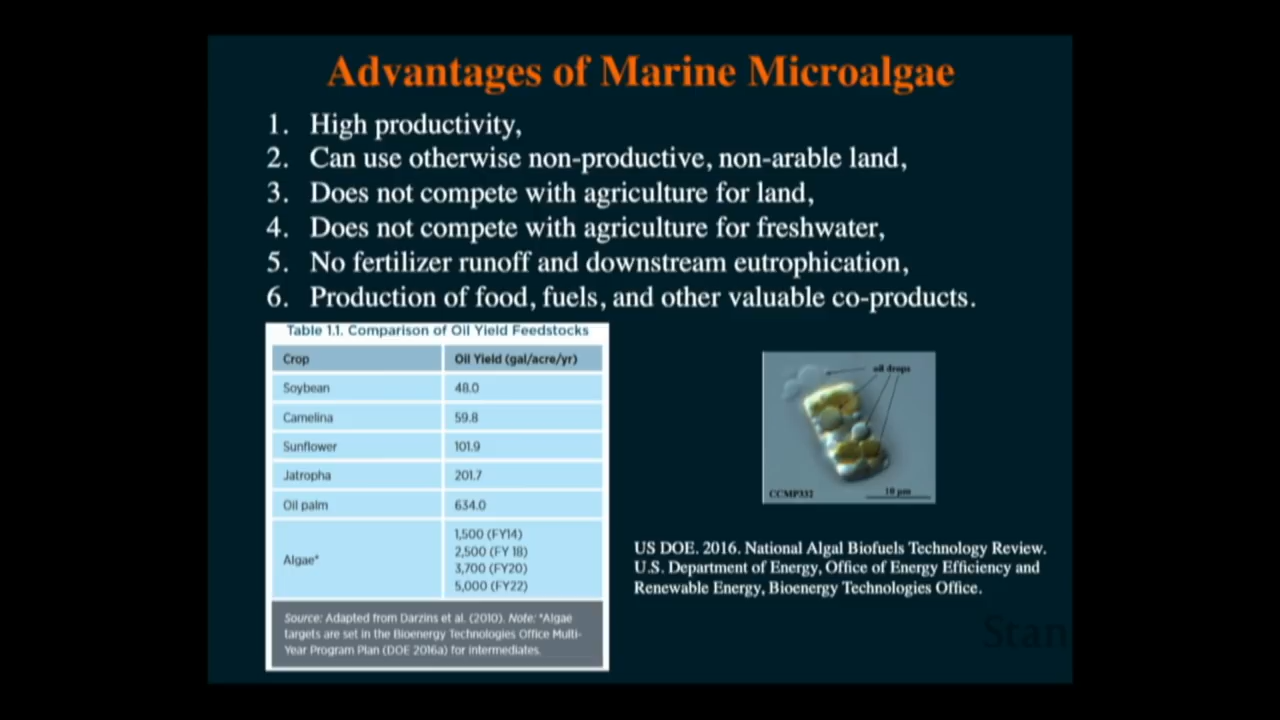 Advantages of Marine Microalgae
1. High productivity,
2. Can use otherwise non-productive, non-arable land,
3. Does not compete with agriculture for land,
4. Does not compete with agriculture for freshwater,
5. No fertilizer runoff and downstream eutrophication,
6. Production of food, fuels, and other valuable co-products.
Table 1.1. Comparison of Oil Yield Feedstocks
Crop Oil Yield (gal/acre/yr)
Soybean 48.0
Camelina 59.8
Sunflower 101.9
Jatropha 201.7
Oil palm 634.0
Algae* 1,500 (FY14)
2,500 (FY 18)
3,700 (FY20)
5,000 (FY22)
Source: Adapted from Darzins et al. (2010). Note: *Algae
targets are set in the Bioenergy Technologies Office Multi-
Year Program Plan (DOE 2016a) for intermediates.
oil drops
CCMP332
10 µm
US DOE. 2016. National Algal Biofuels Technology Review.
U.S. Department of Energy, Office of Energy Efficiency and
Renewable Energy, Bioenergy Technologies Office.
Stan